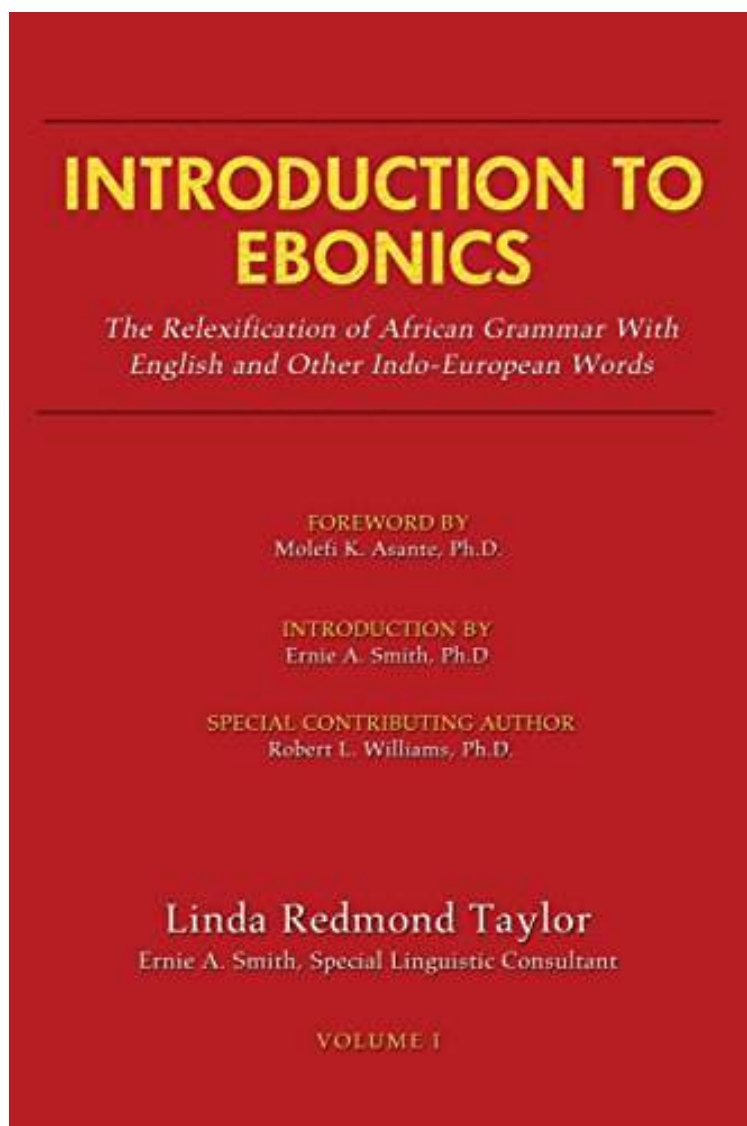 INTRODUCTION TO
EBONICS
The Relexification of African Grammar With
English and Other Indo-European Words
FOREWORD BY
Molefi K. Asante, Ph.D.
INTRODUCTION BY
Ernie A. Smith, Ph.D
SPECIAL CONTRIBUTING AUTHOR
Robert L. Williams, Ph.D.
Linda Redmond Taylor
Ernie A. Smith, Special Linguistic Consultant
VOLUME I